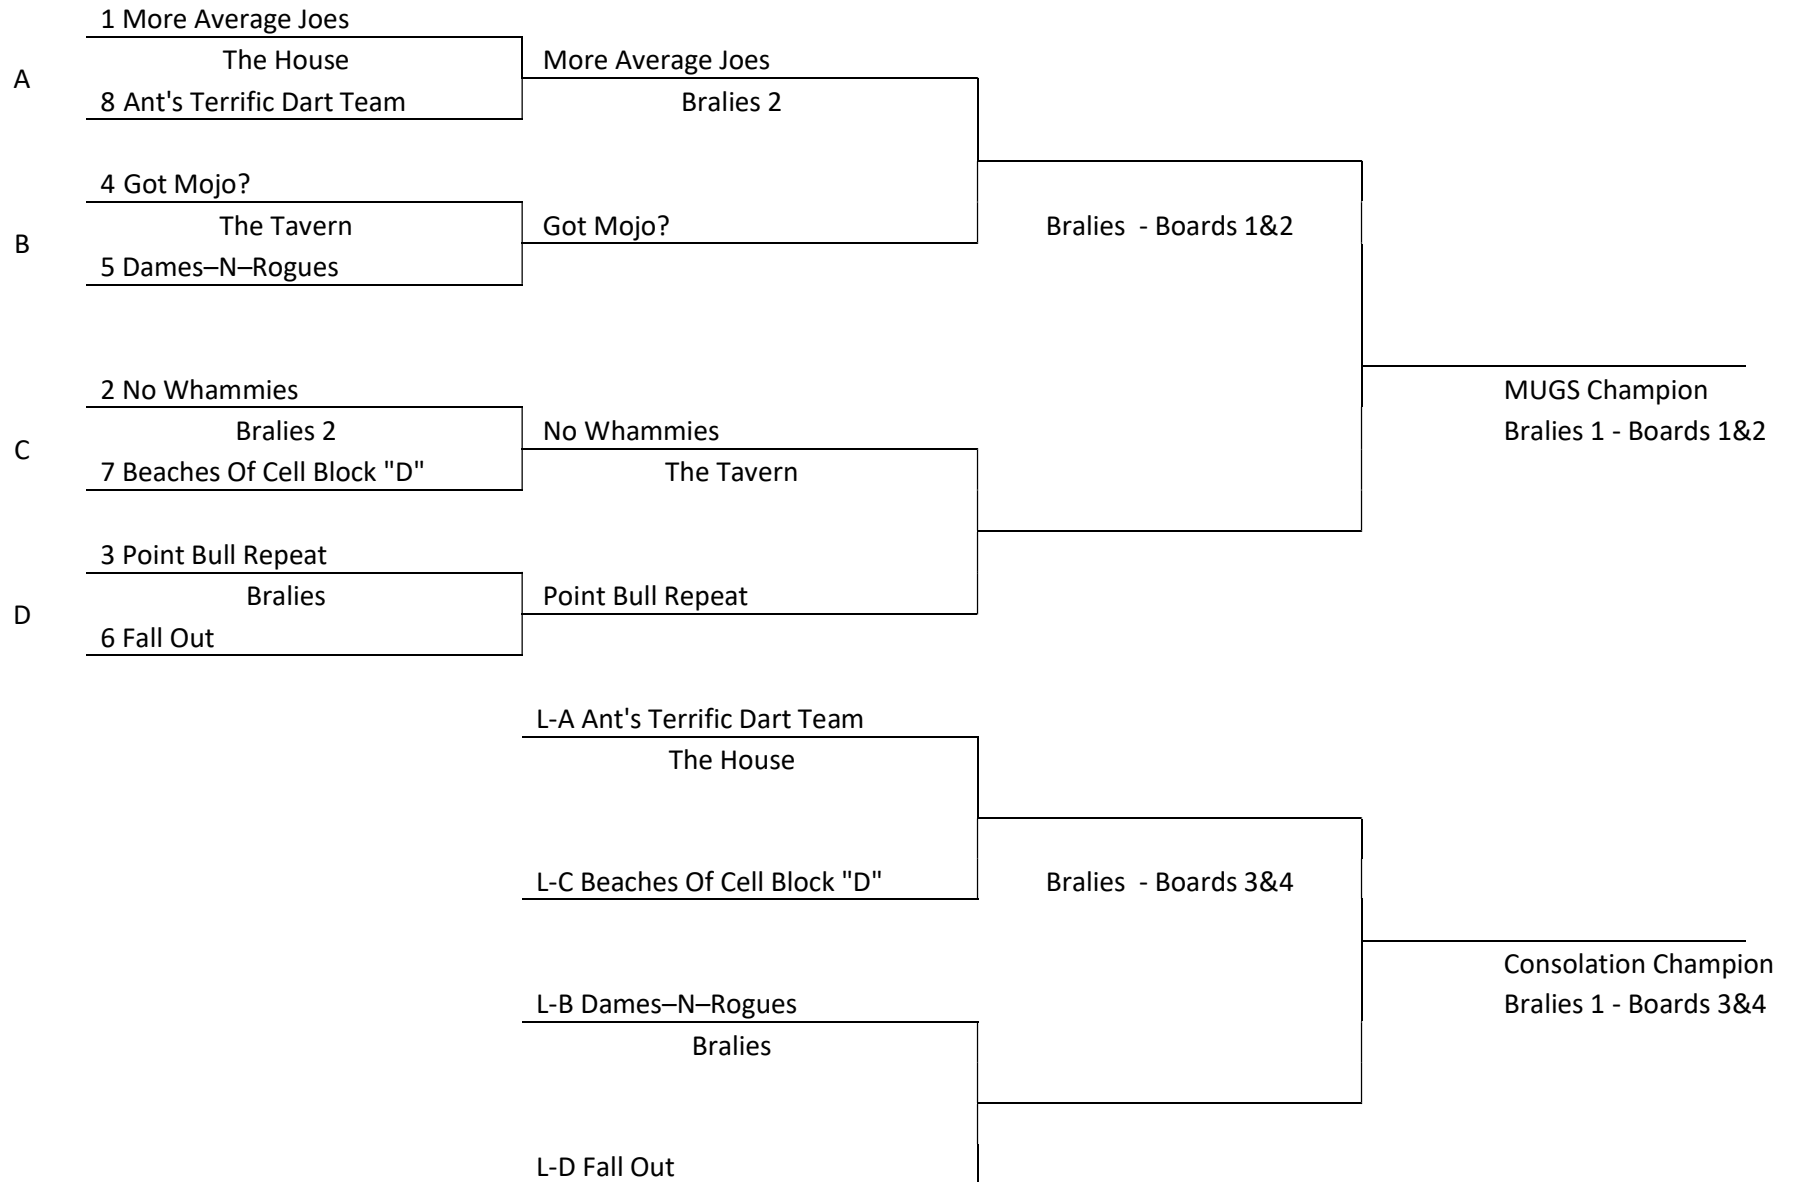 1 More Average Joes
The House
More Average Joes
A
8 Ant's Terrific Dart Team
Bralies 2
4 Got Mojo?
The Tavern
Got Mojo?
Bralies  - Boards 1&2
B
5 Dames–N–Rogues
2 No Whammies
MUGS Champion
Bralies 2
No Whammies
Bralies 1 - Boards 1&2
C
7 Beaches Of Cell Block "D"
The Tavern
3 Point Bull Repeat
Bralies
Point Bull Repeat
D
6 Fall Out
L-A Ant's Terrific Dart Team
The House
L-C Beaches Of Cell Block "D"
Bralies  - Boards 3&4
Consolation Champion
L-B Dames–N–Rogues
Bralies 1 - Boards 3&4
Bralies
L-D Fall Out